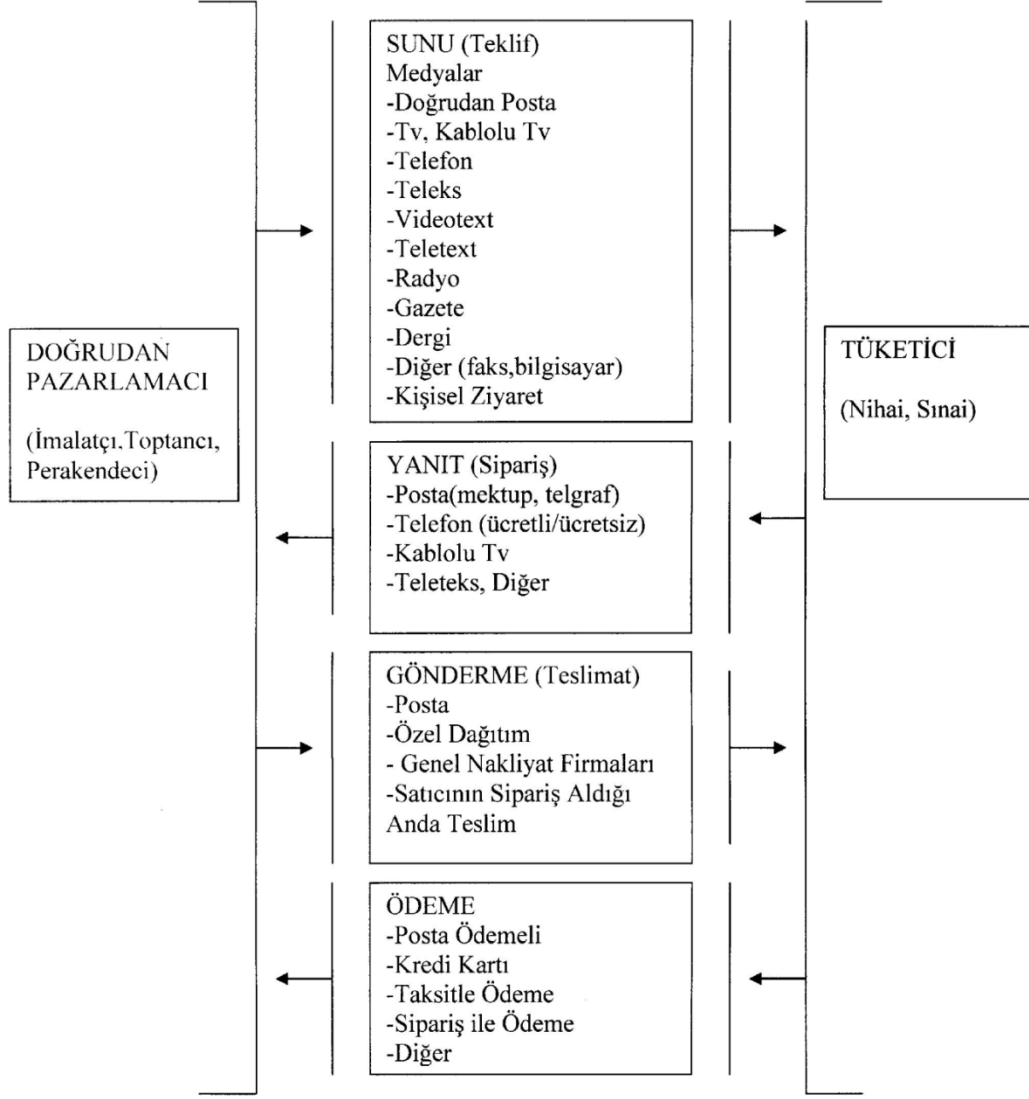 SUNU (Teklif)
Medyalar
-Doğrudan Posta
-Tv, Kablolu Tv
-Telefon
-Teleks
-Videotext
-Teletext
-Radyo
-Gazete
-Dergi
-Diğer (faks,bilgisayar)
-Kişisel Ziyaret
DOĞRUDAN
PAZARLAMACI
(İmalatçı.Toptancı,
Perakendeci)
TÜKETİCİ
(Nihai, Sınai)
YANIT (Sipariş)
-Posta(mektup, telgraf)
-Telefon (ücretli/ücretsiz)
-Kablolu Tv
-Teleteks, Diğer
GÖNDERME (Teslimat)
-Posta
-Özel Dağıtım
- Genel Nakliyat Firmaları
-Satıcının Sipariş Aldığı
Anda Teslim
ÖDEME
-Posta Ödemeli
-Kredi Kartı
-Taksitle Ödeme
-Sipariş ile Ödeme
-Diğer